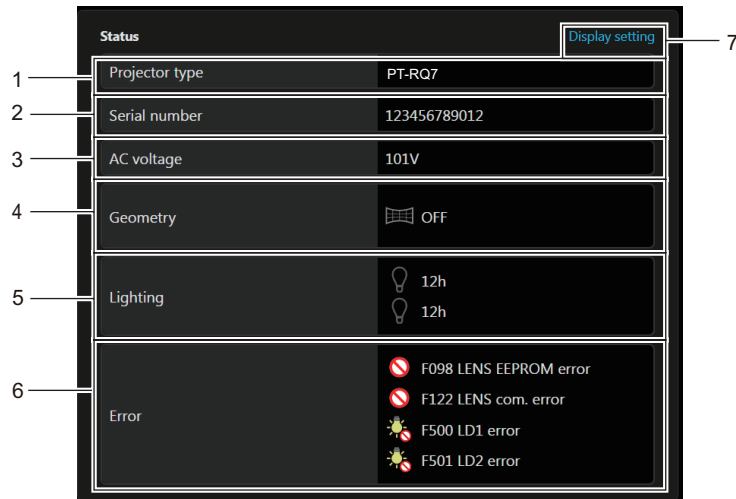 Status
Display setting
7
1
Projector type
PT-RQ7
2
Serial number
123456789012
3
AC voltage
101V
4
Geometry
OFF
5
Lighting
12h
12h
6
Error
F098 LENS EEPROM error
F122 LENS com. error
F500 LD1 error
F501 LD2 error